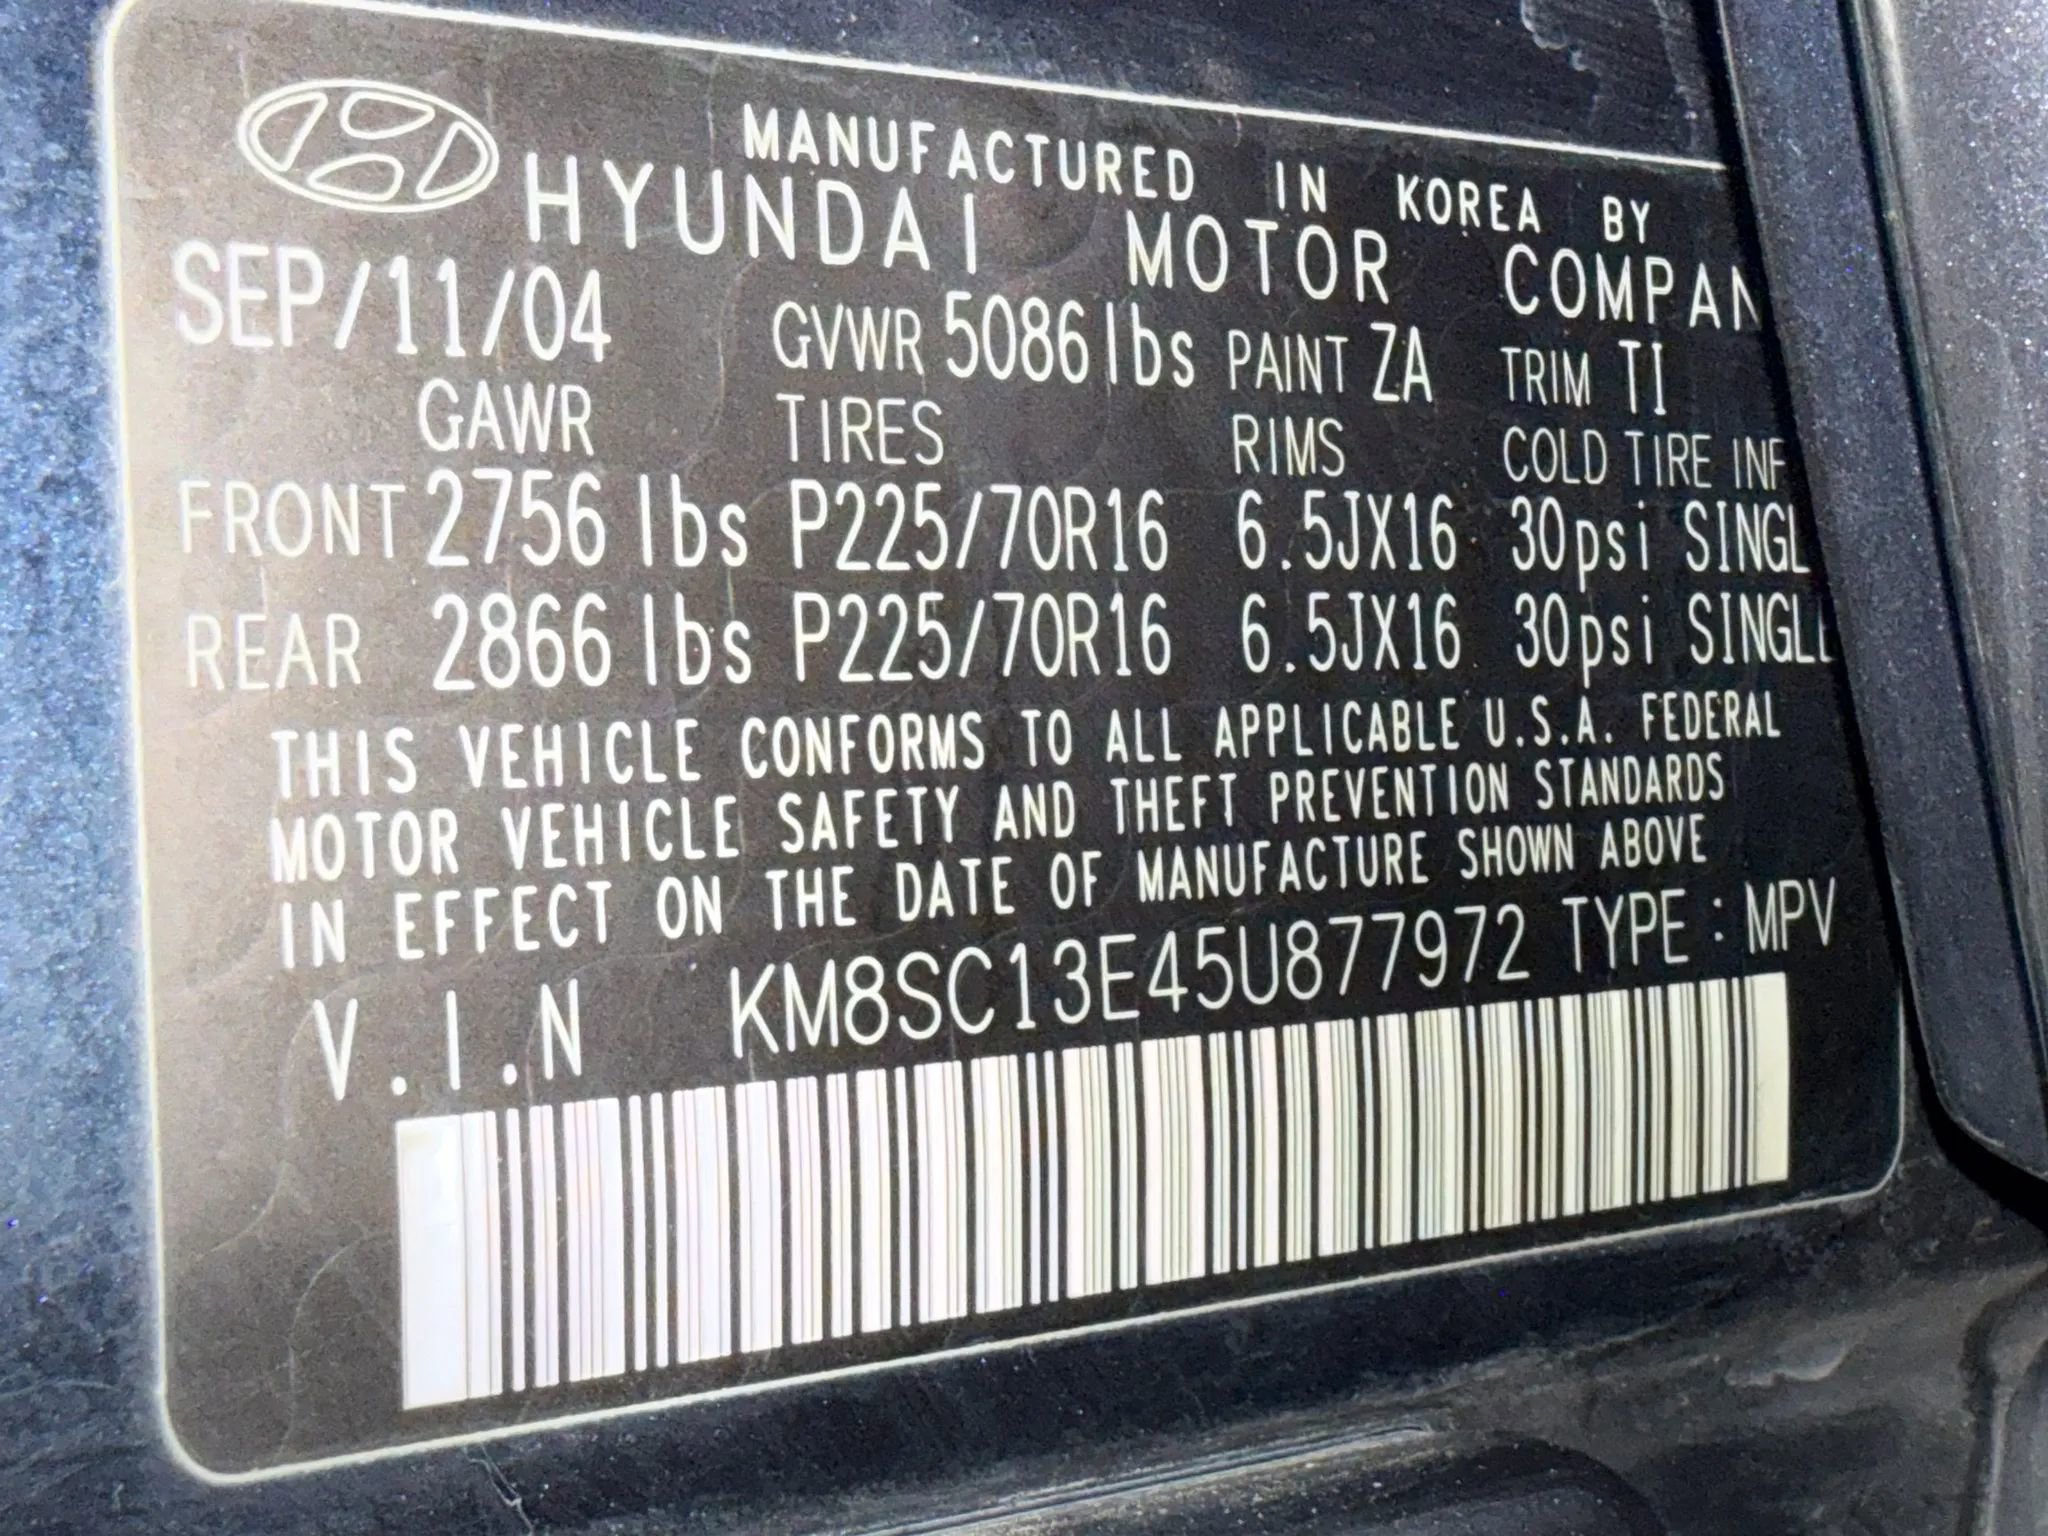 MANUFACTURED IN KOREA BY
HYUNDAI MOTOR COMPAN
SEP/11/04 GVWR 5086lbs PAINT ZA TRIM TI
GAWR TIRES RIMS COLD TIRE INF
FRONT 2756 lbs P225/70R16 6.5JX16 30psi SINGL
REAR 2866 lbs P225/70R16 6.5JX16 30psi SINGLE
THIS VEHICLE CONFORMS TO ALL APPLICABLE U.S.A. FEDERAL
MOTOR VEHICLE SAFETY AND THEFT PREVENTION STANDARDS
IN EFFECT ON THE DATE OF MANUFACTURE SHOWN ABOVE
V.I.N KM8SC13E45U877972 TYPE : MPV